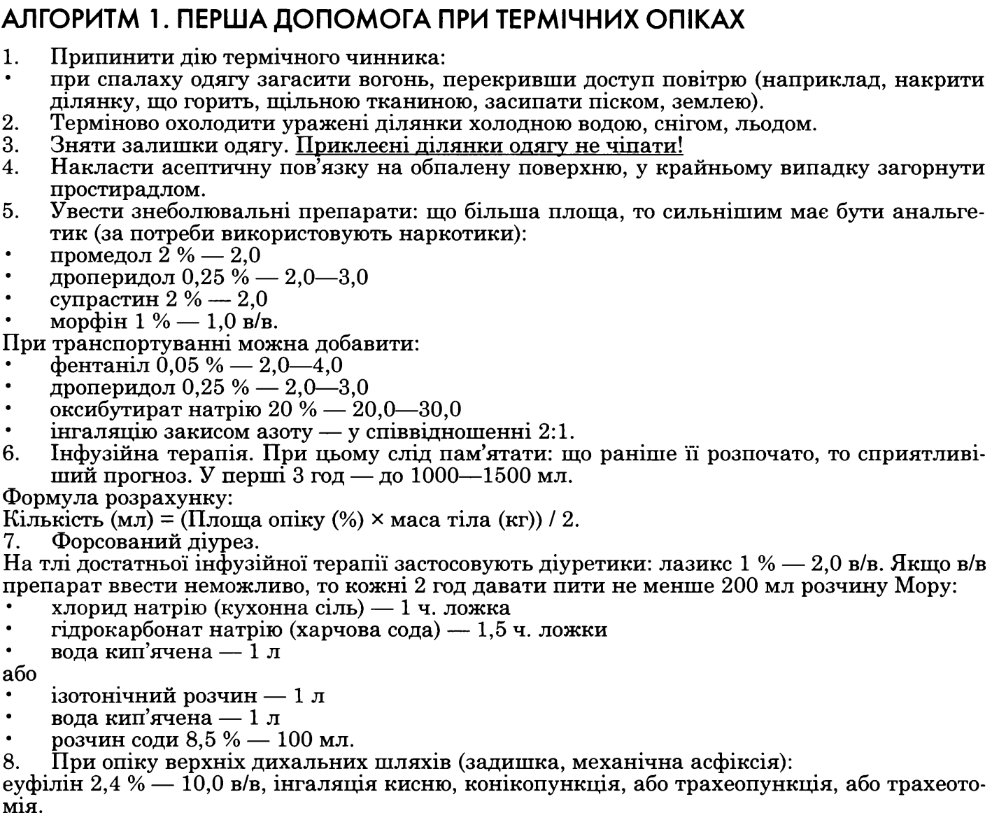 АЛГОРИТМ 1. ПЕРША ДОПОМОГА ПРИ ТЕРМІЧНИХ ОПІКАХ
1. Припинити дію термічного чинника:
• при спалаху одягу загасити вогонь, перекривши доступ повітрю (наприклад, накрити
ділянку, що горить, щільною тканиною, засипати піском, землею).
2. Терміново охолодити уражені ділянки холодною водою, снігом, льодом.
3. Зняти залишки одягу. Приклеєні ділянки одягу не чіпати!
4. Накласти асептичну пов’язку на обпалену поверхню, у крайньому випадку загорнути
простирадлом.
5. Увести знеболювальні препарати: що більша площа, то сильнішим має бути анальге-
тик (за потреби використовують наркотики):
• промедол 2 % — 2,0
• дроперидол 0,25 % — 2,0—3,0
• супрастин 2 % — 2,0
• морфін 1 % — 1,0 в/в.
При транспортуванні можна добавити:
• фентаніл 0,05 % — 2,0—4,0
• дроперидол 0,25 % — 2,0—3,0
• оксибутират натрію 20 % — 20,0—30,0
• інгаляцію закисом азоту — у співвідношенні 2:1.
6. Інфузійна терапія. При цьому слід пам’ятати: що раніше її розпочато, то сприятливі-
ший прогноз. У перші 3 год — до 1000—1500 мл.
Формула розрахунку:
Кількість (мл) = (Площа опіку (%) × маса тіла (кг)) / 2.
7. Форсований діурез.
На тлі достатньої інфузійної терапії застосовують діуретики: лазикс 1 % — 2,0 в/в. Якщо в/в
препарат ввести неможливо, то кожні 2 год давати пити не менше 200 мл розчину Мору:
• хлорид натрію (кухонна сіль) — 1 ч. ложка
• гідрокарбонат натрію (харчова сода) — 1,5 ч. ложки
• вода кип’ячена — 1 л
або
• ізотонічний розчин — 1 л
• вода кип’ячена — 1 л
• розчин соди 8,5 % — 100 мл.
8. При опіку верхніх дихальних шляхів (задишка, механічна асфіксія):
еуфілін 2,4 % — 10,0 в/в, інгаляція кисню, конікопункція, або трахеопункція, або трахеото-
мія.